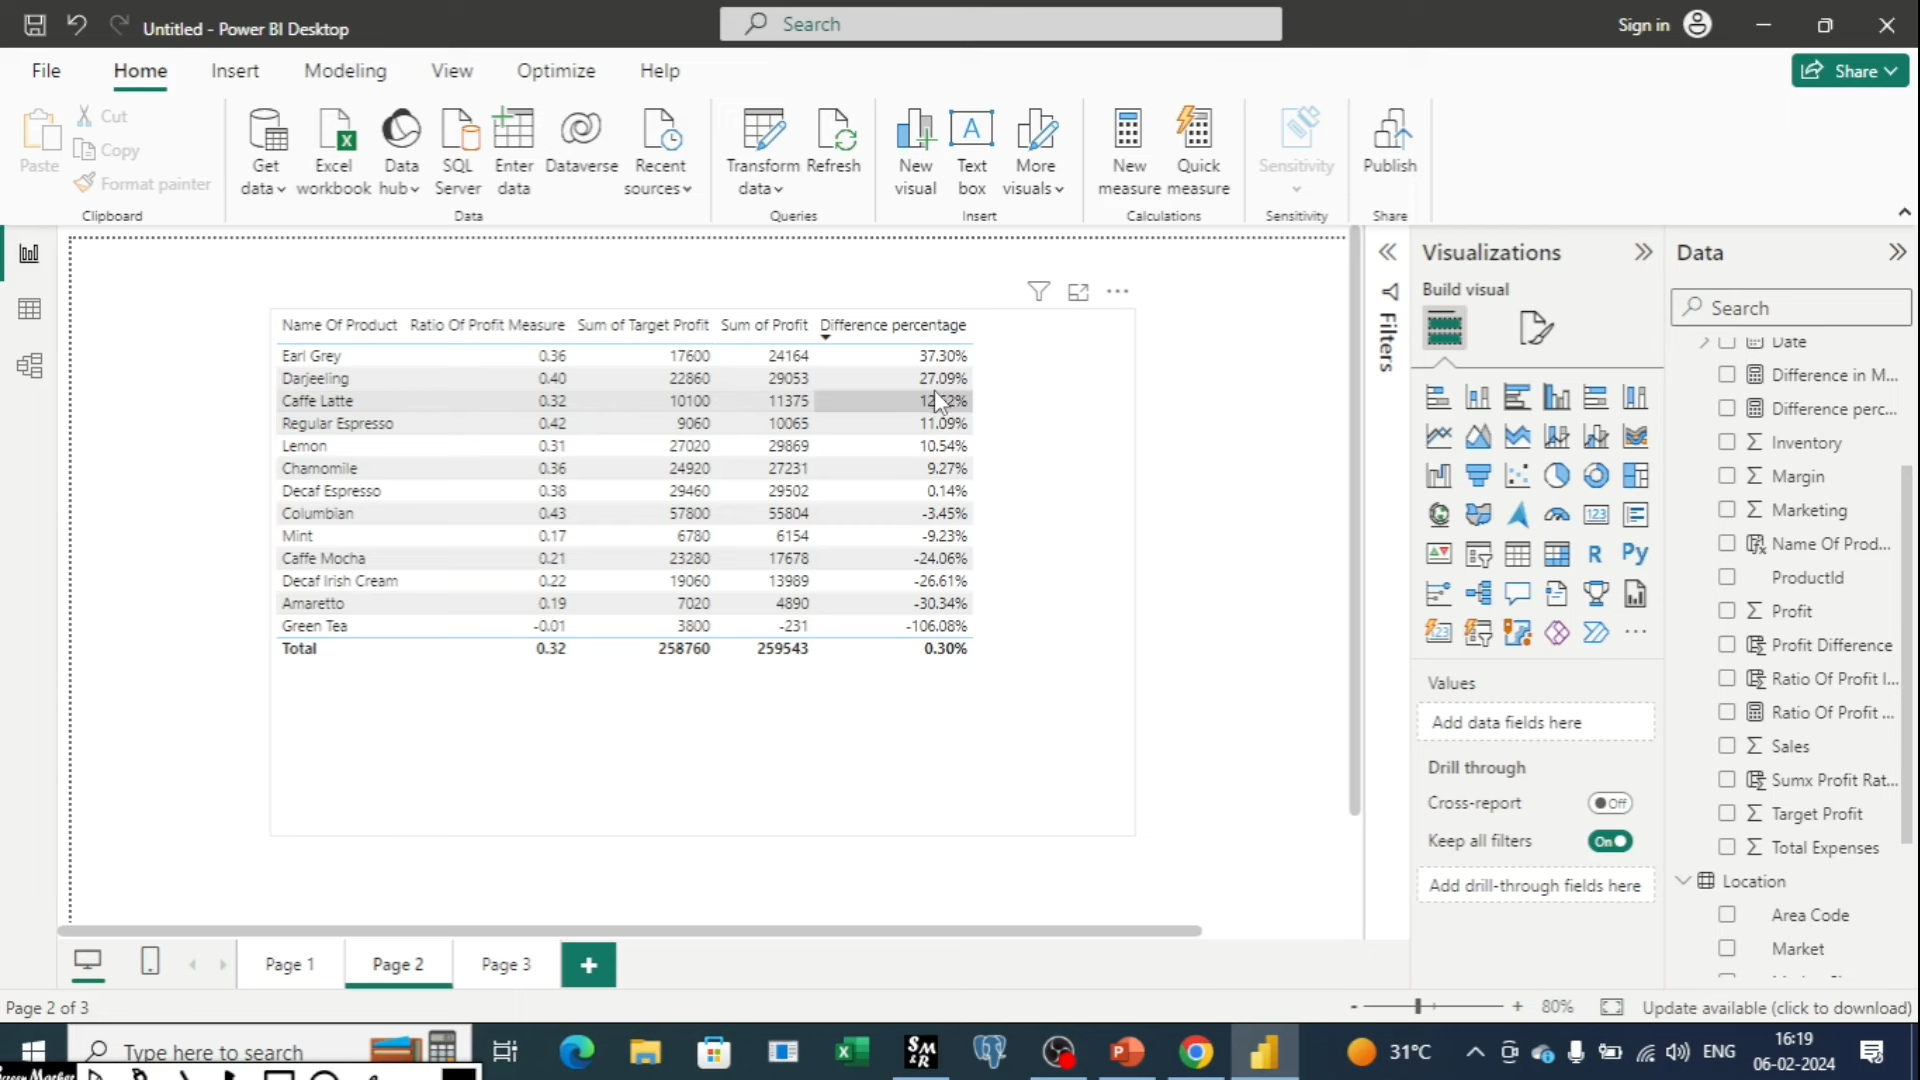 Untitled - Power BI Desktop
Search
Sign in
File Home Insert Modeling View Optimize Help
Share
Paste
Cut
Copy
Format painter
Clipboard
Get data
Excel workbook
Data hub
SQL Server
Enter data
Dataverse
Recent sources
Data
Transform data
Refresh
Queries
New visual
Text box
More visuals
Insert
New measure
Quick measure
Calculations
Sensitivity
Sensitivity
Publish
Share
Name Of Product Ratio Of Profit Measure Sum of Target Profit Sum of Profit Difference percentage
Earl Grey 0.36 17600 24164 37.30%
Darjeeling 0.40 22860 29053 27.09%
Caffe Latte 0.32 10100 11375
Regular Espresso 0.42 9060 10065 11.09%
Lemon 0.31 27020 29869 10.54%
Chamomile 0.36 24920 27231 9.27%
Decaf Espresso 0.38 29460 29502 0.14%
Columbian 0.43 57800 55804 -3.45%
Mint 0.17 6780 6154 -9.23%
Caffe Mocha 0.21 23280 17678 -24.06%
Decaf Irish Cream 0.22 19060 13989 -26.61%
Amaretto 0.19 7020 4890 -30.34%
Green Tea -0.01 3800 -231 -106.08%
Total 0.32 258760 259543 0.30%
Filters
Visualizations
Build visual
123
R
Py
123
Values
Add data fields here
Drill through
Cross-report Off
Keep all filters On
Add drill-through fields here
Data
Search
Date
Difference in M...
Difference perc...
Inventory
Margin
Marketing
Name Of Prod...
ProductId
Profit
Profit Difference
Ratio Of Profit I...
Ratio Of Profit ...
Sales
Sumx Profit Rat...
Target Profit
Total Expenses
Location
Area Code
Market
Page 1 Page 2 Page 3
Page 2 of 3
80%
Update available (click to download)
Type here to search
31°C
ENG
16:19
06-02-2024